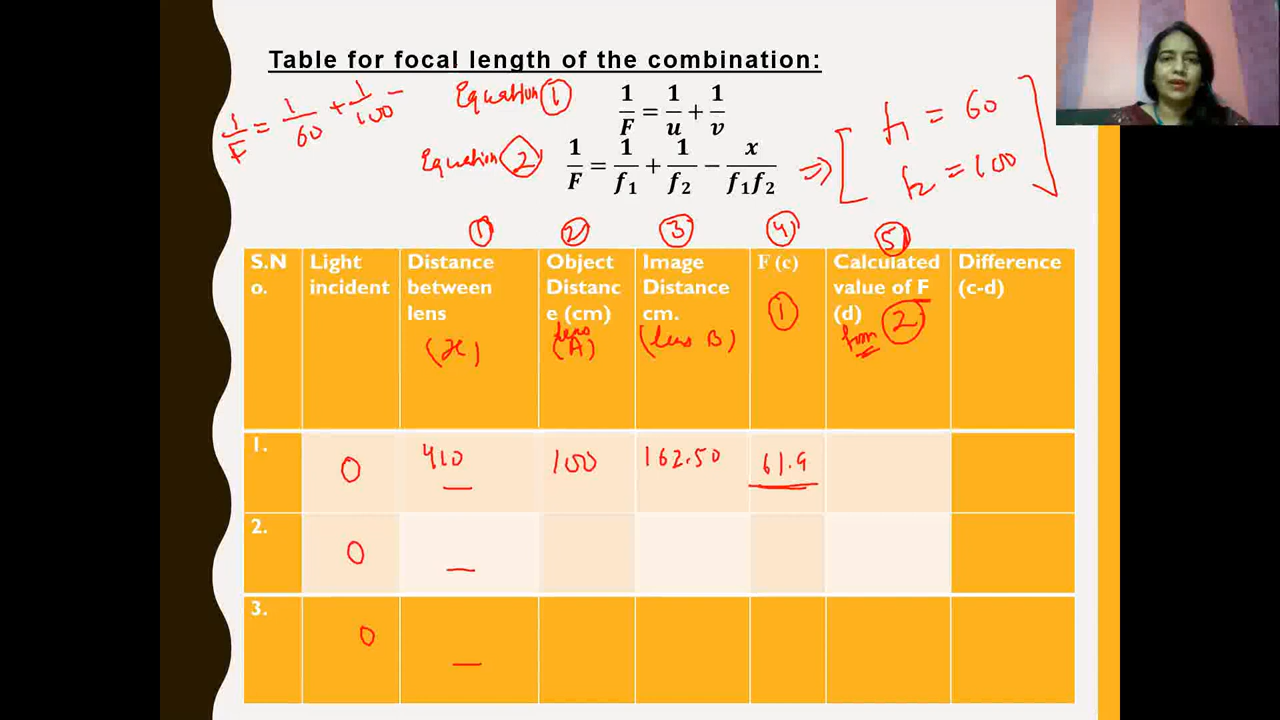 Table for focal length of the combination:
1/F = 1/60 + 1/100 -
Equation ① 1/F = 1/u + 1/v
Equation ② 1/F = 1/f₁ + 1/f₂ − x/f₁f₂ ⇒ [ f₁ = 60
f₂ = 100 ]
① ② ③ ④ ⑤
S.N
o.
Light
incident
Distance
between
lens
(x)
Object
Distanc
e (cm)
lens
(A)
Image
Distance
cm.
(lens B)
F (c)
①
Calculated
value of F
(d)
from ②
Difference
(c-d)
1. 0 410 100 162.50 61.9
2. 0 —
3. 0 —